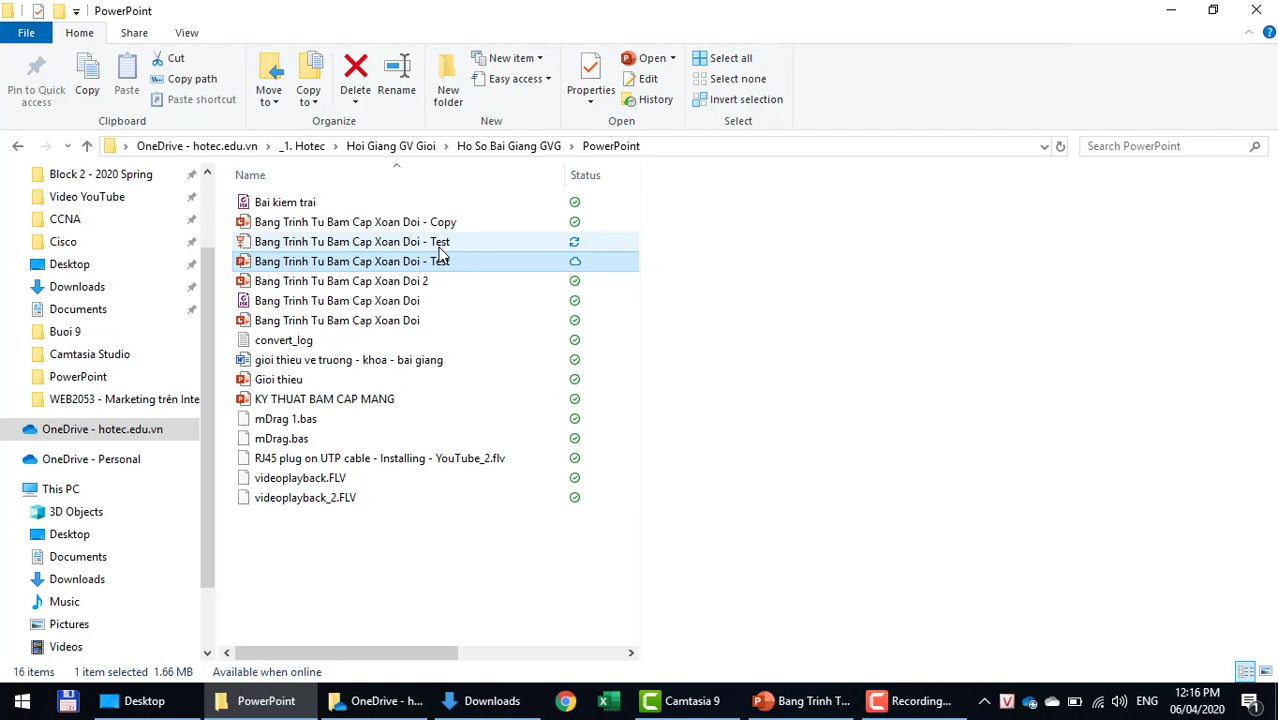 PowerPoint
File Home Share View
Pin to Quick access
Copy
Paste
Cut
Copy path
Paste shortcut
Clipboard
Move to
Copy to
Delete
Rename
Organize
New folder
New item
Easy access
New
Properties
Open
Edit
History
Open
Select all
Select none
Invert selection
Select
OneDrive - hotec.edu.vn > _1. Hotec > Hoi Giang GV Gioi > Ho So Bai Giang GVG > PowerPoint
Search PowerPoint
Block 2 - 2020 Spring
Video YouTube
CCNA
Cisco
Desktop
Downloads
Documents
Buoi 9
Camtasia Studio
PowerPoint
WEB2053 - Marketing trên Inte
OneDrive - hotec.edu.vn
OneDrive - Personal
This PC
3D Objects
Desktop
Documents
Downloads
Music
Pictures
Videos
Name Status
Bai kiem trai
Bang Trinh Tu Bam Cap Xoan Doi - Copy
Bang Trinh Tu Bam Cap Xoan Doi - Test
Bang Trinh Tu Bam Cap Xoan Doi - Test
Bang Trinh Tu Bam Cap Xoan Doi 2
Bang Trinh Tu Bam Cap Xoan Doi
Bang Trinh Tu Bam Cap Xoan Doi
convert_log
gioi thieu ve truong - khoa - bai giang
Gioi thieu
KY THUAT BAM CAP MANG
mDrag 1.bas
mDrag.bas
RJ45 plug on UTP cable - Installing - YouTube_2.flv
videoplayback.FLV
videoplayback_2.FLV
16 items 1 item selected 1.66 MB Available when online
Desktop
PowerPoint
OneDrive - h...
Downloads
Camtasia 9
Bang Trinh T...
Recording...
ENG
12:16 PM
06/04/2020